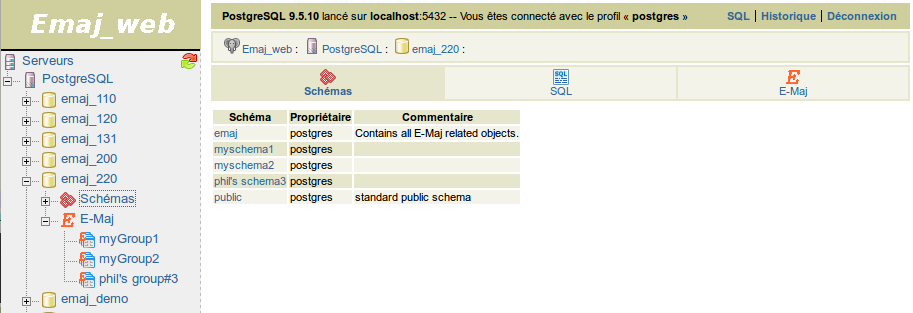 Emaj_web
Serveurs
PostgreSQL
emaj_110
emaj_120
emaj_131
emaj_200
emaj_220
Schémas
E-Maj
myGroup1
myGroup2
phil's group#3
emaj_demo
PostgreSQL 9.5.10 lancé sur localhost:5432 -- Vous êtes connecté avec le profil « postgres » SQL | Historique | Déconnexion
Emaj_web : PostgreSQL : emaj_220 :
Schémas SQL E-Maj
Schéma Propriétaire Commentaire
emaj postgres Contains all E-Maj related objects.
myschema1 postgres
myschema2 postgres
phil's schema3 postgres
public postgres standard public schema